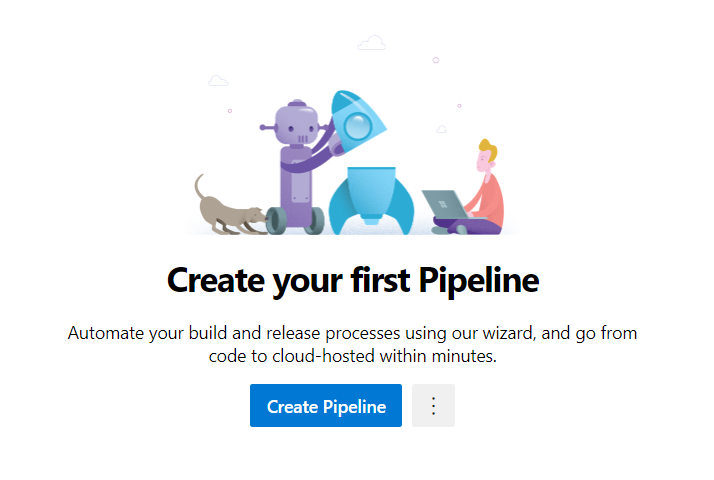 Create your first Pipeline
Automate your build and release processes using our wizard, and go from
code to cloud-hosted within minutes.
Create Pipeline